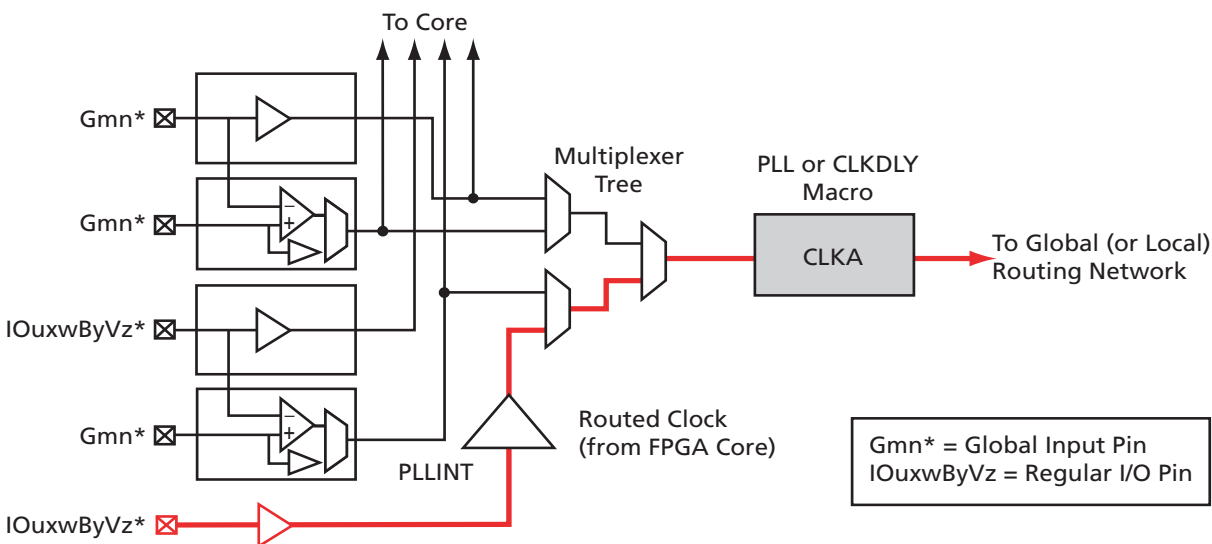 To Core
Gmn*
Multiplexer
Tree
PLL or CLKDLY
Macro
−
+
Gmn*
CLKA
To Global (or Local)
Routing Network
IOuxwByVz*
−
+
Gmn*
Routed Clock
(from FPGA Core)
PLLINT
Gmn* = Global Input Pin
IOuxwByVz = Regular I/O Pin
IOuxwByVz*